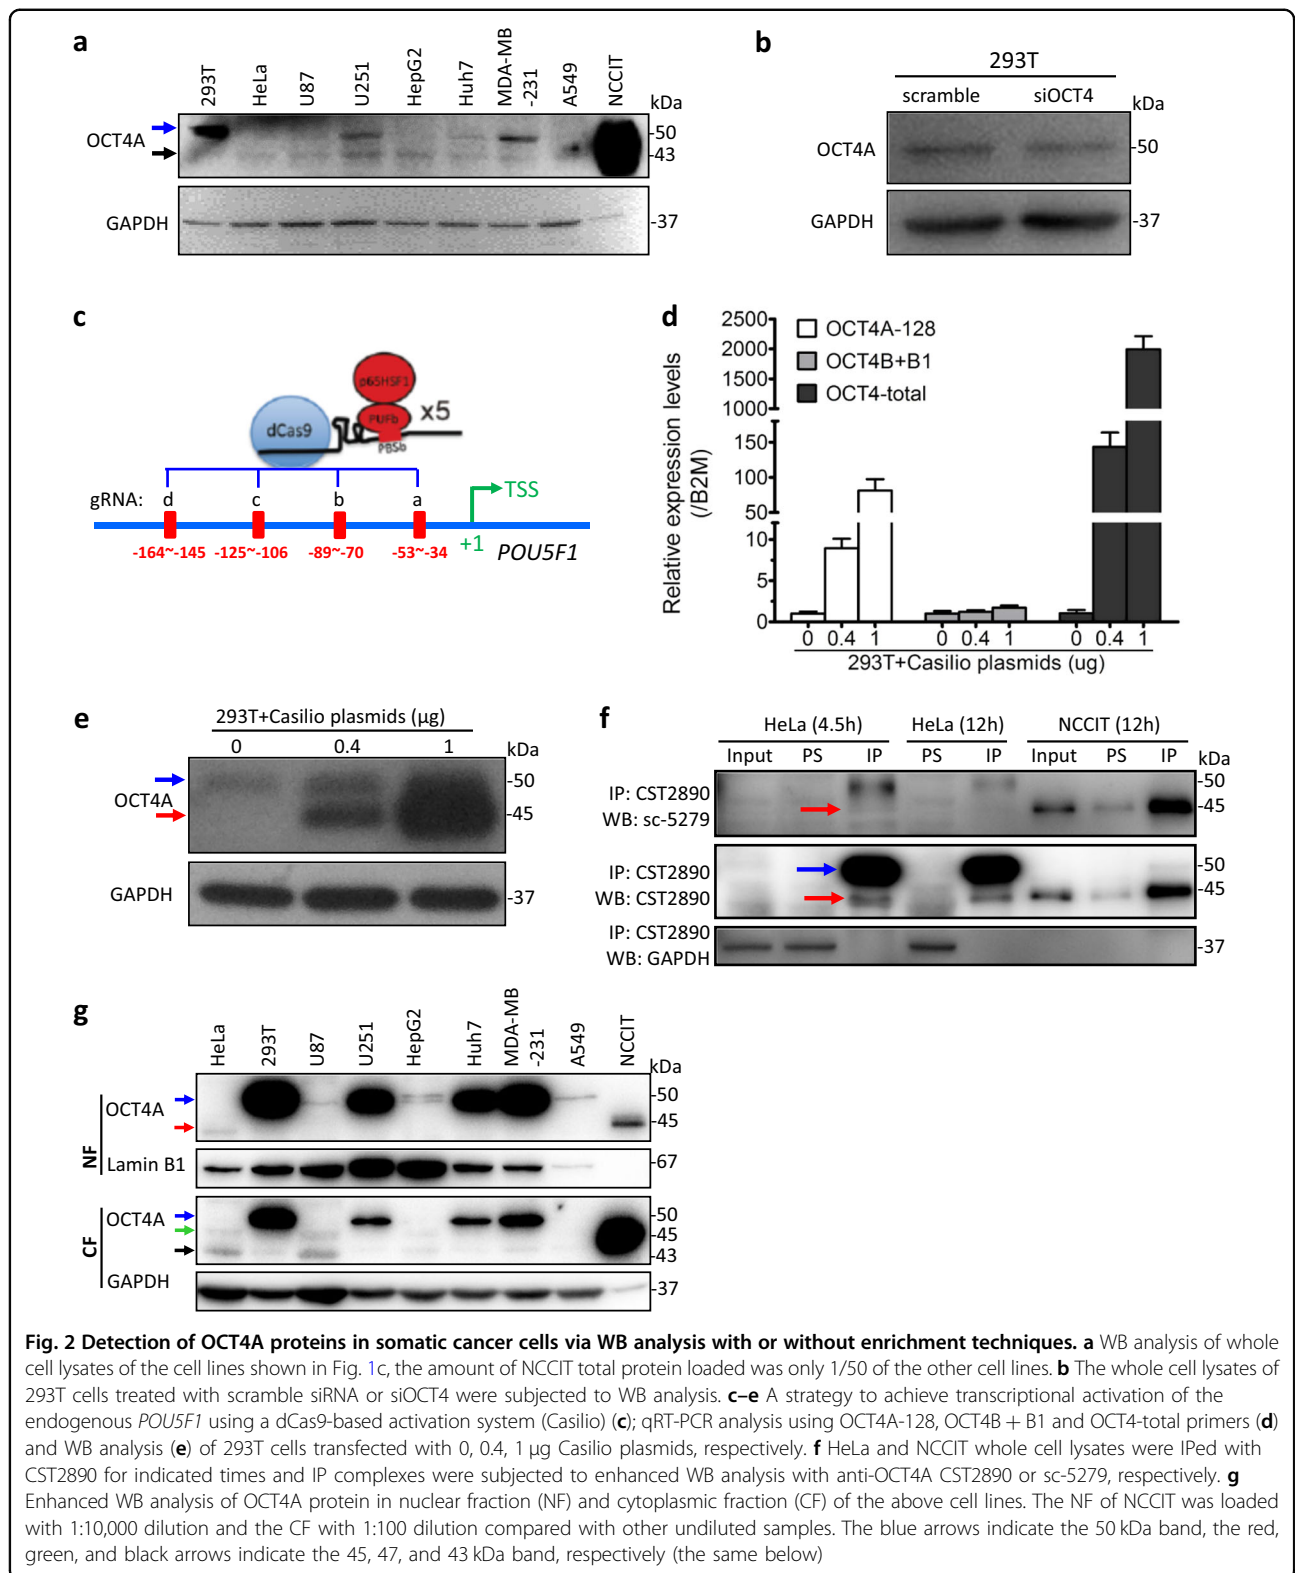 a
293T
HeLa
U87
U251
HepG2
Huh7
MDA-MB
-231
A549
NCCIT
kDa
OCT4A
-50
-43
GAPDH
-37
b
293T
scramble siOCT4
kDa
OCT4A
-50
GAPDH
-37
c
p65HSF1
PUFb
PBSb
x5
dCas9
gRNA: d c b a
TSS
-164~-145 -125~-106 -89~-70 -53~-34 +1 POU5F1
d
Relative expression levels
(/B2M)
2500
2000
1500
1000
150
100
50
10
5
0
OCT4A-128
OCT4B+B1
OCT4-total
0 0.4 1 0 0.4 1 0 0.4 1
293T+Casilio plasmids (ug)
e
293T+Casilio plasmids (µg)
0 0.4 1
kDa
OCT4A
-50
-45
GAPDH
-37
f
HeLa (4.5h) HeLa (12h) NCCIT (12h)
Input PS IP PS IP Input PS IP
kDa
IP: CST2890
WB: sc-5279
-50
-45
IP: CST2890
WB: CST2890
-50
-45
IP: CST2890
WB: GAPDH
-37
g
HeLa
293T
U87
U251
HepG2
Huh7
MDA-MB
-231
A549
NCCIT
kDa
NF
OCT4A
-50
-45
Lamin B1
-67
CF
OCT4A
-50
-45
-43
GAPDH
-37
Fig. 2 Detection of OCT4A proteins in somatic cancer cells via WB analysis with or without enrichment techniques. a WB analysis of whole
cell lysates of the cell lines shown in Fig. 1c, the amount of NCCIT total protein loaded was only 1/50 of the other cell lines. b The whole cell lysates of
293T cells treated with scramble siRNA or siOCT4 were subjected to WB analysis. c–e A strategy to achieve transcriptional activation of the
endogenous POU5F1 using a dCas9-based activation system (Casilio) (c); qRT-PCR analysis using OCT4A-128, OCT4B + B1 and OCT4-total primers (d)
and WB analysis (e) of 293T cells transfected with 0, 0.4, 1 µg Casilio plasmids, respectively. f HeLa and NCCIT whole cell lysates were IPed with
CST2890 for indicated times and IP complexes were subjected to enhanced WB analysis with anti-OCT4A CST2890 or sc-5279, respectively. g
Enhanced WB analysis of OCT4A protein in nuclear fraction (NF) and cytoplasmic fraction (CF) of the above cell lines. The NF of NCCIT was loaded
with 1:10,000 dilution and the CF with 1:100 dilution compared with other undiluted samples. The blue arrows indicate the 50 kDa band, the red,
green, and black arrows indicate the 45, 47, and 43 kDa band, respectively (the same below)